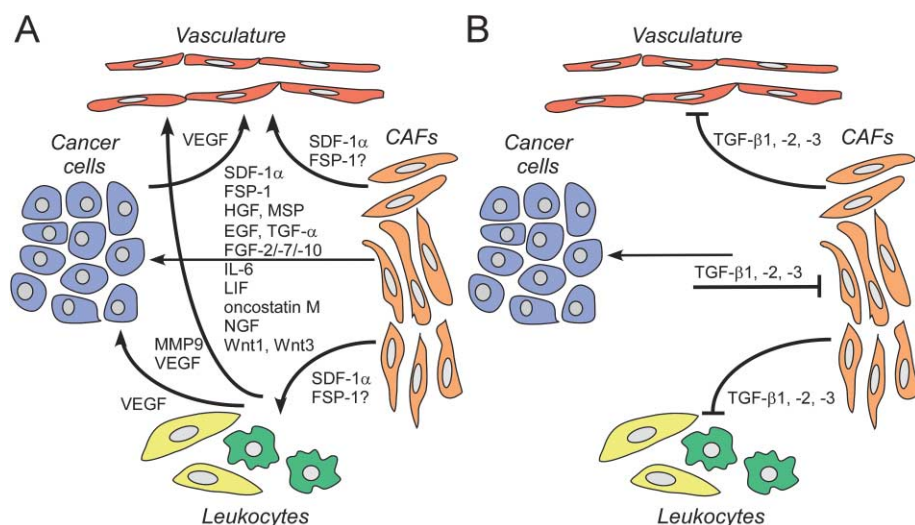 A
Vasculature
Cancer
cells
VEGF
SDF-1α
FSP-1?
CAFs
SDF-1α
FSP-1
HGF, MSP
EGF, TGF-α
FGF-2/-7/-10
IL-6
LIF
oncostatin M
NGF
Wnt1, Wnt3
MMP9
VEGF
VEGF
SDF-1α
FSP-1?
Leukocytes
B
Vasculature
TGF-β1, -2, -3
CAFs
Cancer
cells
TGF-β1, -2, -3
TGF-β1, -2, -3
Leukocytes